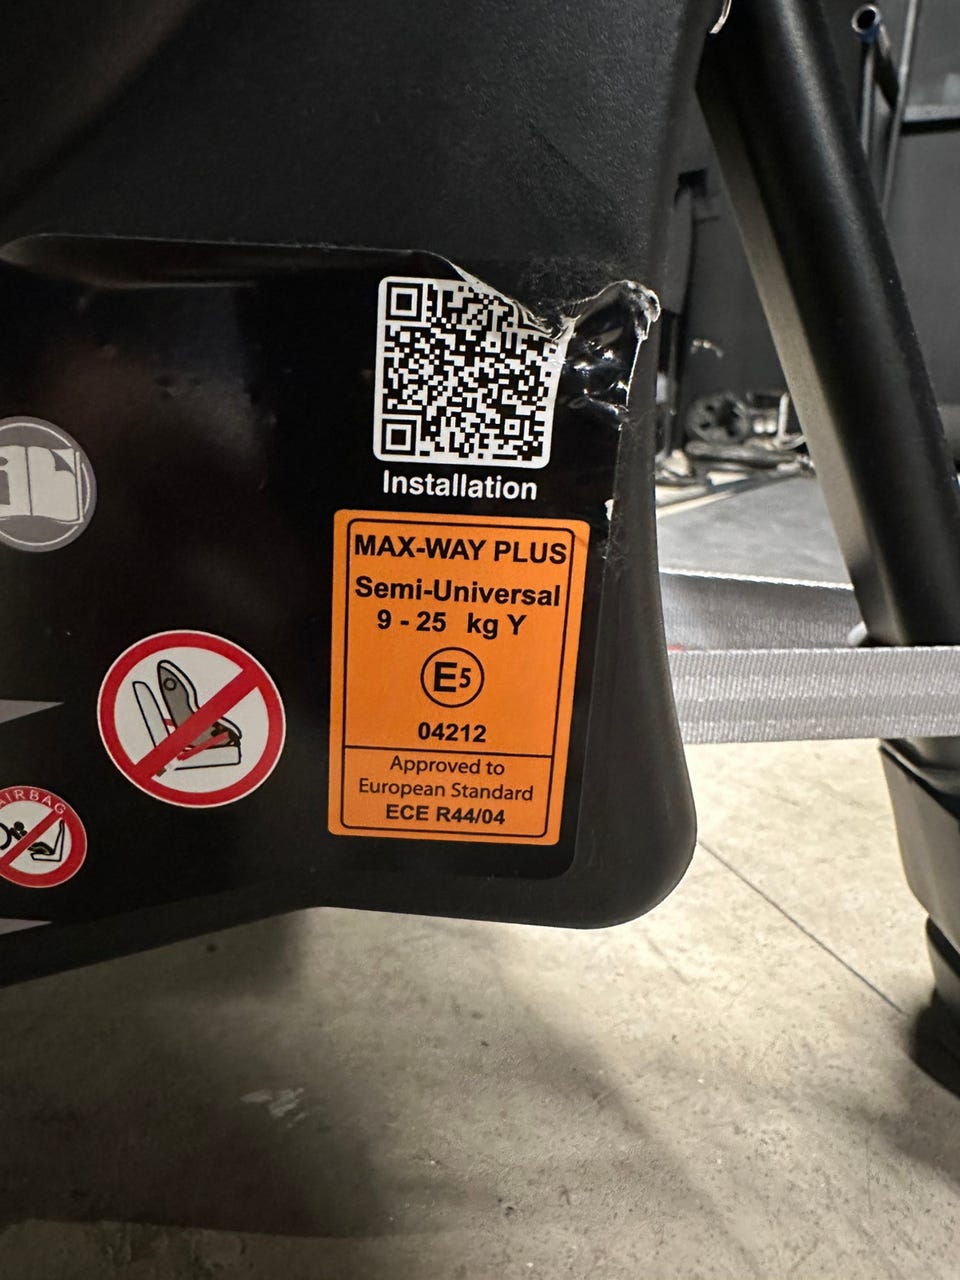 Installation
MAX-WAY PLUS
Semi-Universal
9 - 25 kg Y
E5
04212
Approved to
European Standard
ECE R44/04
AIRBAG